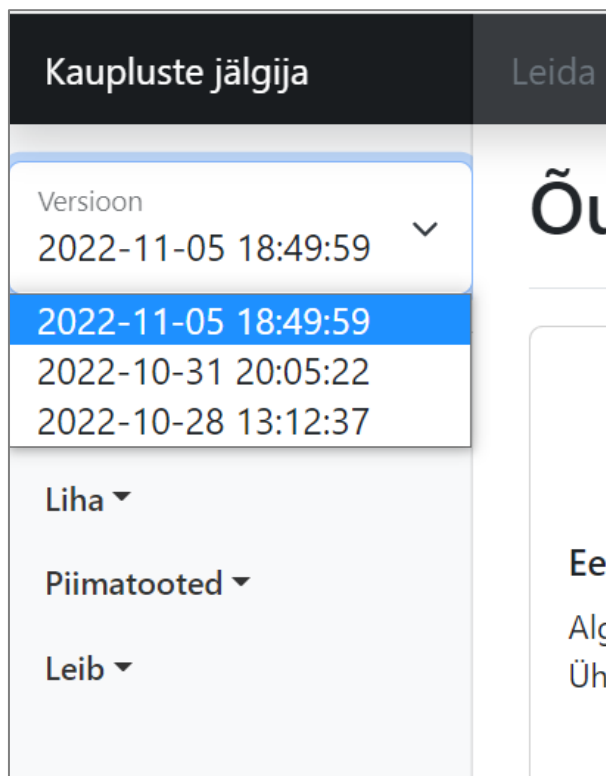 Kaupluste jälgija
Leida
Versioon
2022-11-05 18:49:59
2022-11-05 18:49:59
2022-10-31 20:05:22
2022-10-28 13:12:37
Liha
Piimatooted
Leib